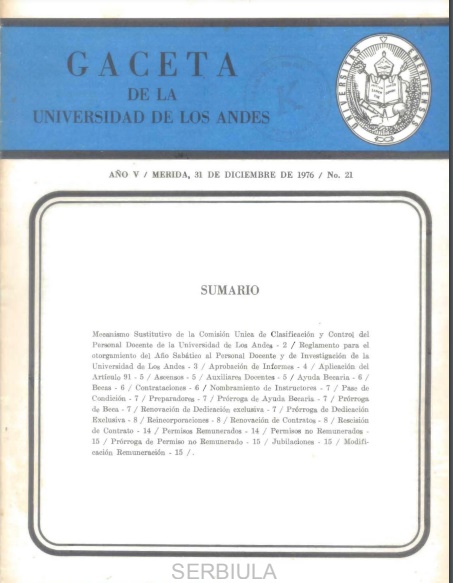 GACETA
DE LA
UNIVERSIDAD DE LOS ANDES
UNIVERSITAS EMERITENSIS
AÑO V / MERIDA, 31 DE DICIEMBRE DE 1976 / No. 21
SUMARIO
Mecanismo Sustitutivo de la Comisión Unica de Clasificación y Control del
Personal Docente de la Universidad de Los Andes - 2 / Reglamento para el
otorgamiento del Año Sabático al Personal Docente y de Investigación de la
Universidad de Los Andes - 3 / Aprobación de Informes - 4 / Aplicación del
Artículo 91 - 5 / Ascensos - 5 / Auxiliares Docentes - 5 / Ayuda Becaria - 6 /
Becas - 6 / Contrataciones - 6 / Nombramiento de Instructores - 7 / Pase de
Condición - 7 / Preparadores - 7 / Prórroga de Ayuda Becaria - 7 / Prórroga
de Beca - 7 / Renovación de Dedicación exclusiva - 7 / Prórroga de Dedicación
Exclusiva - 8 / Reincorporaciones - 8 / Renovación de Contratos - 8 / Rescisión
de Contrato - 14 / Permisos Remunerados - 14 / Permisos no Remunerados -
15 / Prórroga de Permiso no Remunerado - 15 / Jubilaciones - 15 / Modifi-
cación Remuneración - 15 /.
SERBIULA